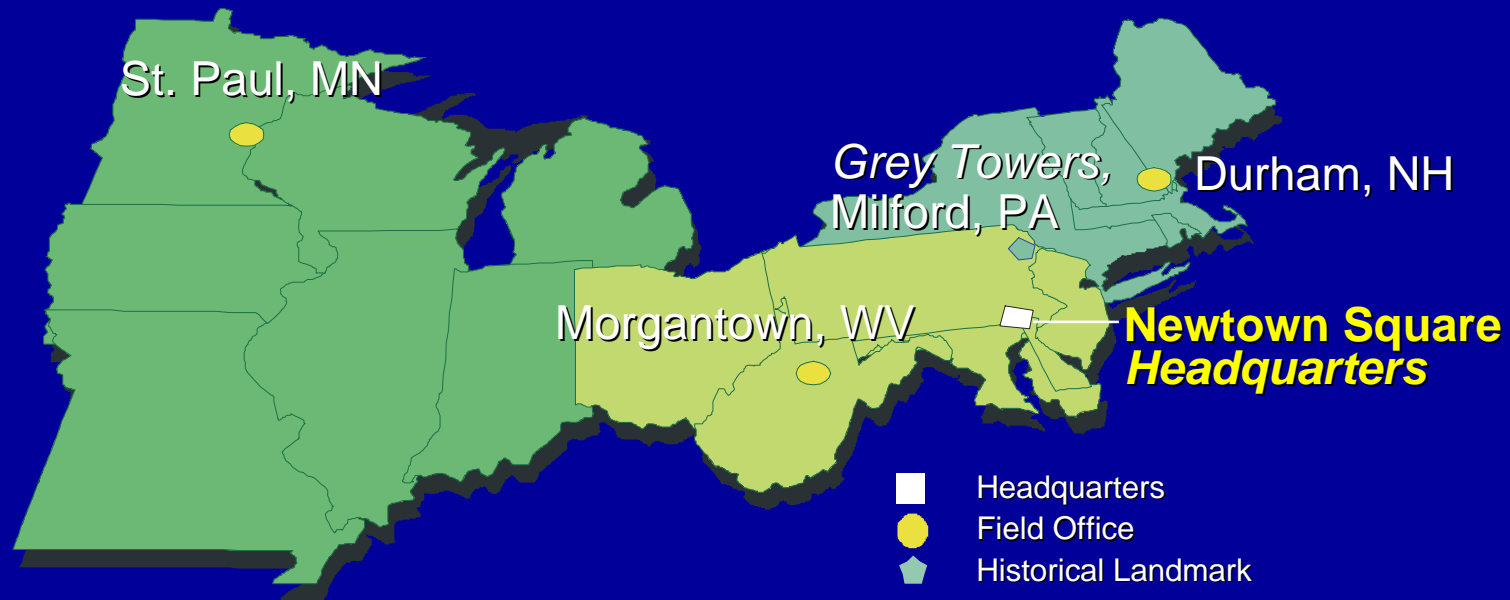 St. Paul, MN
Grey Towers,
Milford, PA
Durham, NH
Morgantown, WV
Newtown Square
Headquarters
Headquarters
Field Office
Historical Landmark